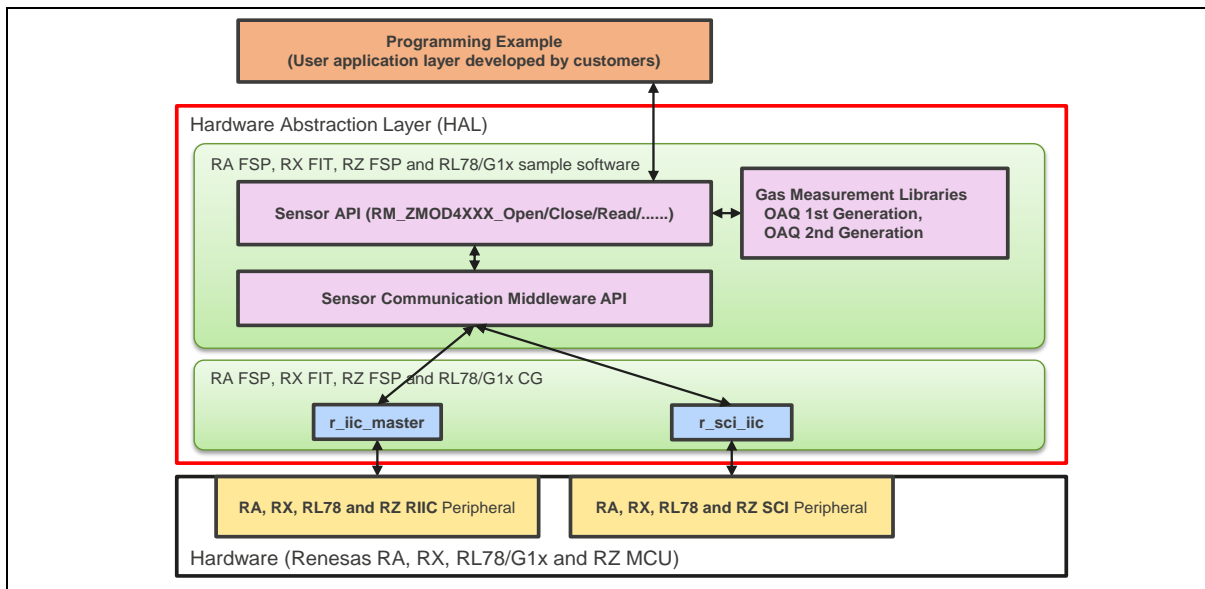 Programming Example
(User application layer developed by customers)
Hardware Abstraction Layer (HAL)
RA FSP, RX FIT, RZ FSP and RL78/G1x sample software
Sensor API (RM_ZMOD4XXX_Open/Close/Read/......)
Gas Measurement Libraries
OAQ 1st Generation,
OAQ 2nd Generation
Sensor Communication Middleware API
RA FSP, RX FIT, RZ FSP and RL78/G1x CG
r_iic_master
r_sci_iic
RA, RX, RL78 and RZ RIIC Peripheral
RA, RX, RL78 and RZ SCI Peripheral
Hardware (Renesas RA, RX, RL78/G1x and RZ MCU)